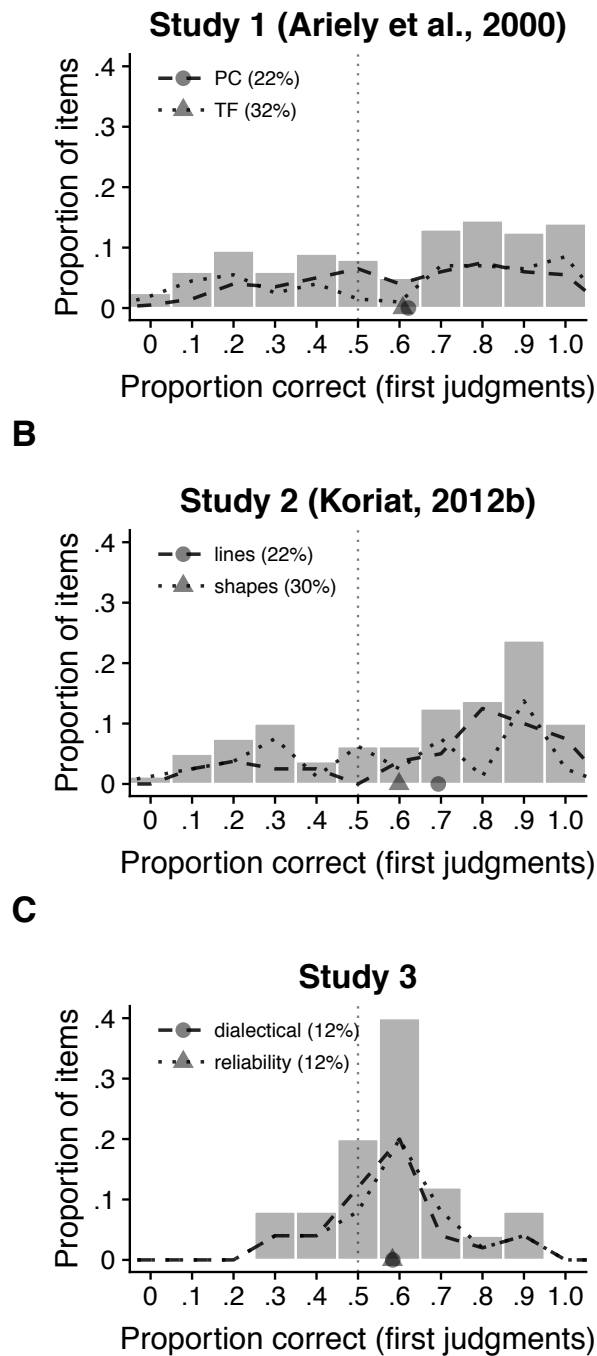 Study 1 (Ariely et al., 2000)
.4
.3
.2
.1
0
Proportion of items
PC (22%)
TF (32%)
0 .1 .2 .3 .4 .5 .6 .7 .8 .9 1.0
Proportion correct (first judgments)
B
Study 2 (Koriat, 2012b)
.4
.3
.2
.1
0
Proportion of items
lines (22%)
shapes (30%)
0 .1 .2 .3 .4 .5 .6 .7 .8 .9 1.0
Proportion correct (first judgments)
C
Study 3
.4
.3
.2
.1
0
Proportion of items
dialectical (12%)
reliability (12%)
0 .1 .2 .3 .4 .5 .6 .7 .8 .9 1.0
Proportion correct (first judgments)